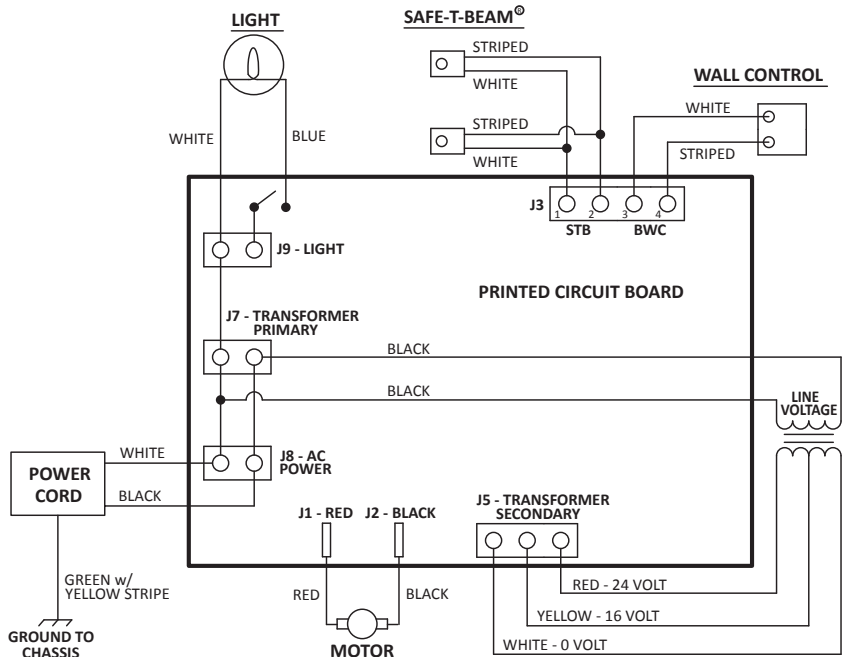 LIGHT
SAFE-T-BEAM®
STRIPED
WHITE
WALL CONTROL
WHITE
STRIPED
STRIPED
WHITE
WHITE
BLUE
J3
1 2 3 4
STB BWC
J9 - LIGHT
PRINTED CIRCUIT BOARD
J7 - TRANSFORMER
PRIMARY
BLACK
BLACK
LINE
VOLTAGE
WHITE
J8 - AC
POWER
POWER
CORD
BLACK
J1 - RED J2 - BLACK
J5 - TRANSFORMER
SECONDARY
GREEN w/
YELLOW STRIPE
RED
BLACK
RED - 24 VOLT
YELLOW - 16 VOLT
WHITE - 0 VOLT
GROUND TO
CHASSIS
MOTOR